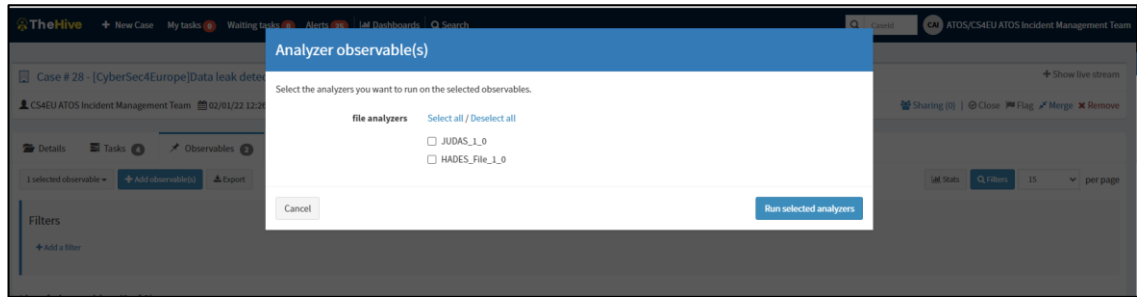 TheHive + New Case My tasks 0 Waiting tasks 0 Alerts 25 Dashboards Search CaseId CAI ATOS/CS4EU ATOS Incident Management Team
Analyzer observable(s)
Case # 28 - [CyberSec4Europe]Data leak detec + Show live stream
Select the analyzers you want to run on the selected observables.
CS4EU ATOS Incident Management Team 02/01/22 12:26 Sharing (0) | Close Flag Merge Remove
file analyzers Select all / Deselect all
JUDAS_1_0
Details Tasks 4 Observables 2
HADES_File_1_0
1 selected observable + Add observable(s) Export Stats Filters 15 per page
Cancel Run selected analyzers
Filters
+ Add a filter